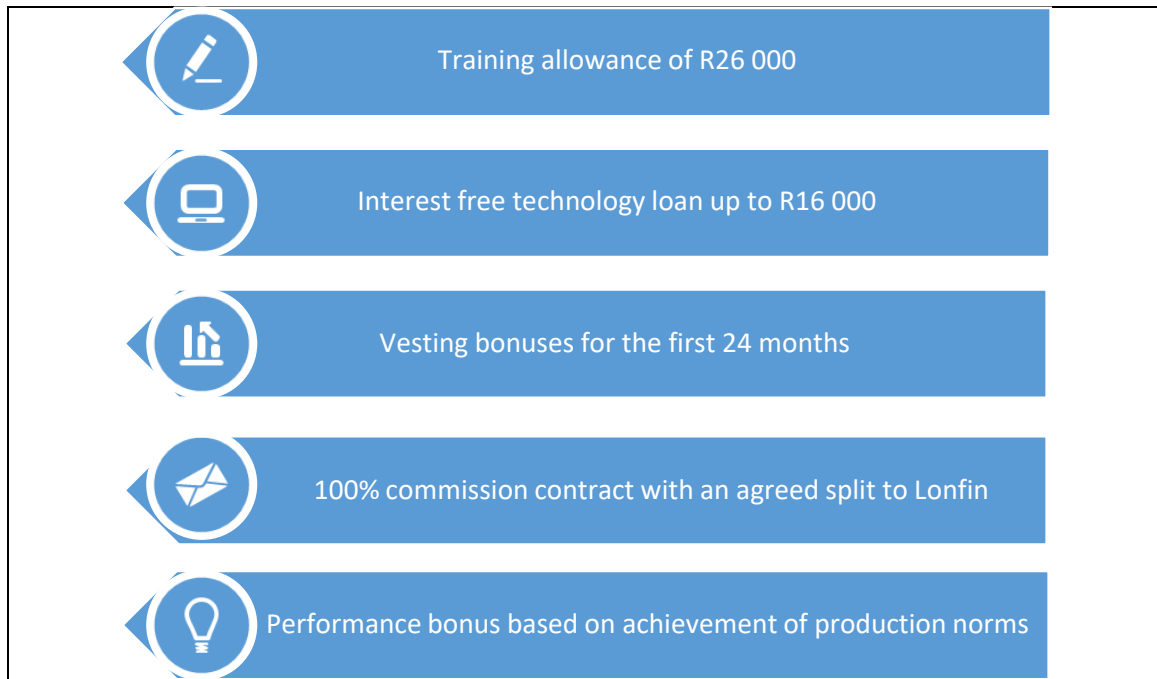 Training allowance of R26 000
Interest free technology loan up to R16 000
Vesting bonuses for the first 24 months
100% commission contract with an agreed split to Lonfin
Performance bonus based on achievement of production norms